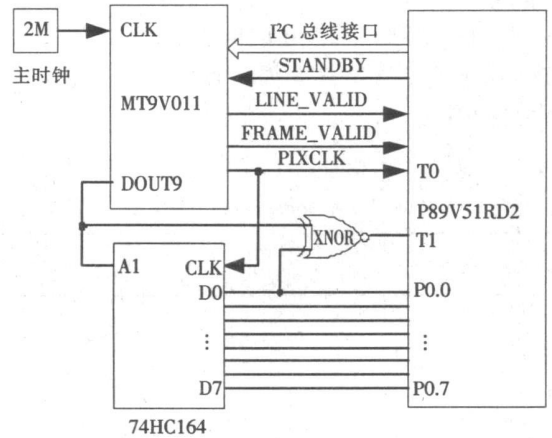 2M
主时钟
CLK
MT9V011
DOUT9
I²C 总线接口
STANDBY
LINE_VALID
FRAME_VALID
PIXCLK
T0
P89V51RD2
T1
XNOR
A1
CLK
D0
P0.0
⋮
⋮
D7
P0.7
74HC164